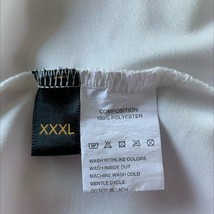 XXXL
COMPOSITION
100% POLYESTER
WASH WITH LIKE COLORS
WASH INSIDE OUT
MACHINE WASH COLD
GENTLE CYCLE
DO NOT BLEACH